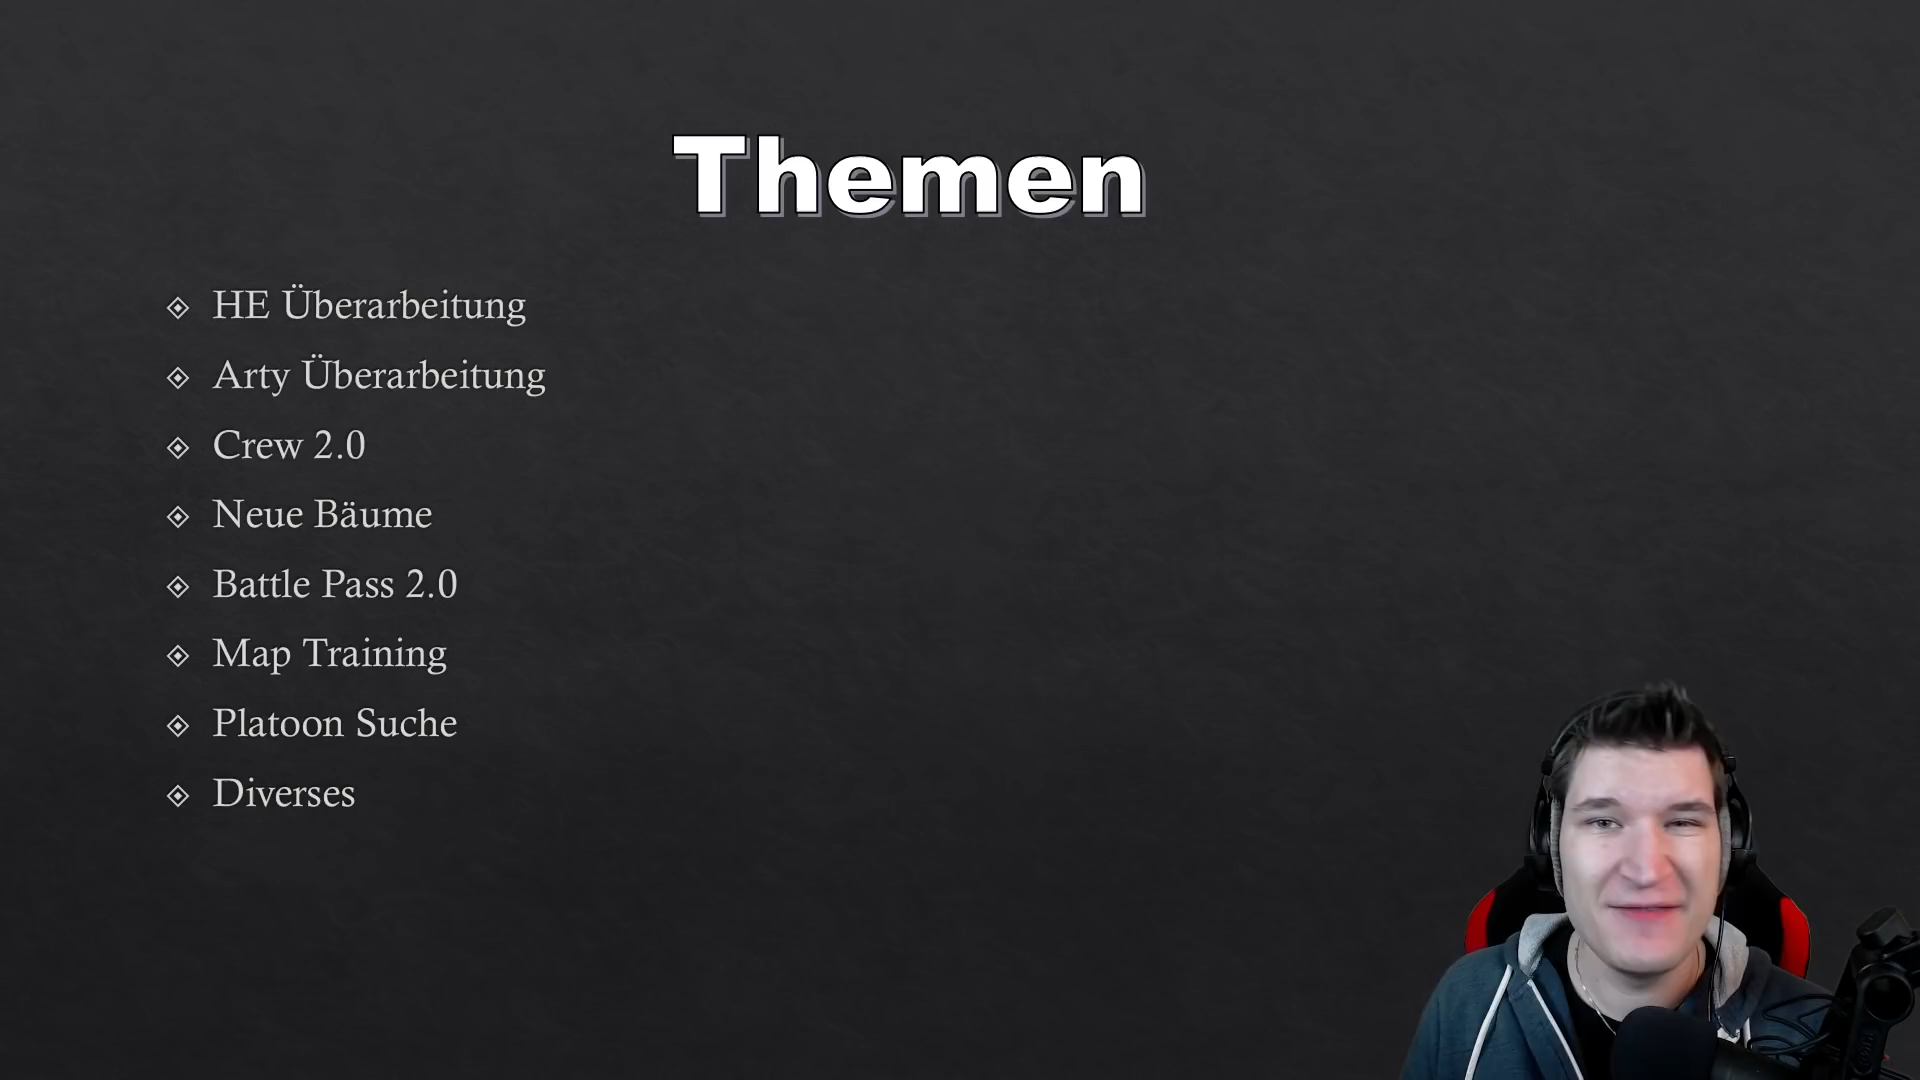 Themen
HE Überarbeitung
Arty Überarbeitung
Crew 2.0
Neue Bäume
Battle Pass 2.0
Map Training
Platoon Suche
Diverses